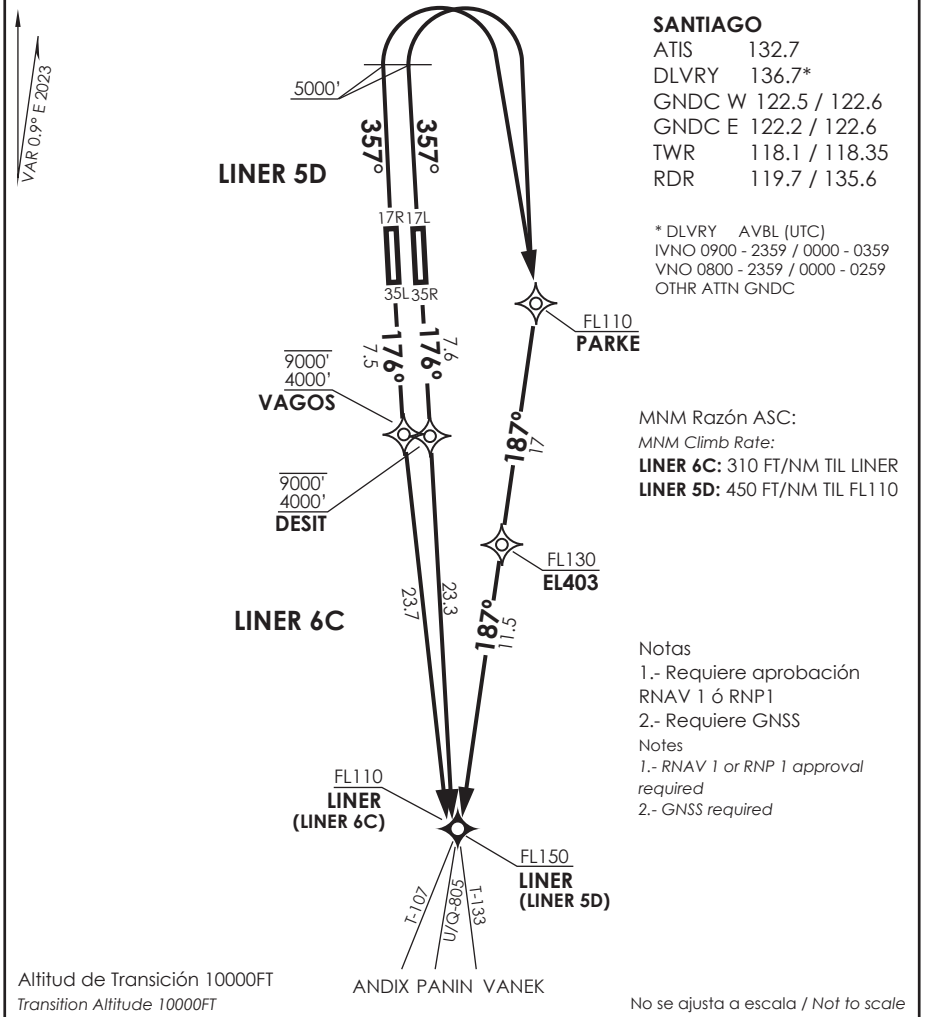 VAR 0.9° E 2023
5000'
357°
357°
LINER 5D
17R 17L
35L 35R
176°
7.5
176°
7.6
9000'
4000'
VAGOS
9000'
4000'
DESIT
FL110
PARKE
187°
17
FL130
EL403
187°
11.5
23.7
23.3
LINER 6C
FL110
LINER
(LINER 6C)
FL150
LINER
(LINER 5D)
T-107
U/Q-805
T-133
ANDIX PANIN VANEK
SANTIAGO
ATIS 132.7
DLVRY 136.7*
GNDC W 122.5 / 122.6
GNDC E 122.2 / 122.6
TWR 118.1 / 118.35
RDR 119.7 / 135.6
* DLVRY AVBL (UTC)
IVNO 0900 - 2359 / 0000 - 0359
VNO 0800 - 2359 / 0000 - 0259
OTHR ATTN GNDC
MNM Razón ASC:
MNM Climb Rate:
LINER 6C: 310 FT/NM TIL LINER
LINER 5D: 450 FT/NM TIL FL110
Notas
1.- Requiere aprobación
RNAV 1 ó RNP1
2.- Requiere GNSS
Notes
1.- RNAV 1 or RNP 1 approval
required
2.- GNSS required
Altitud de Transición 10000FT
Transition Altitude 10000FT
No se ajusta a escala / Not to scale